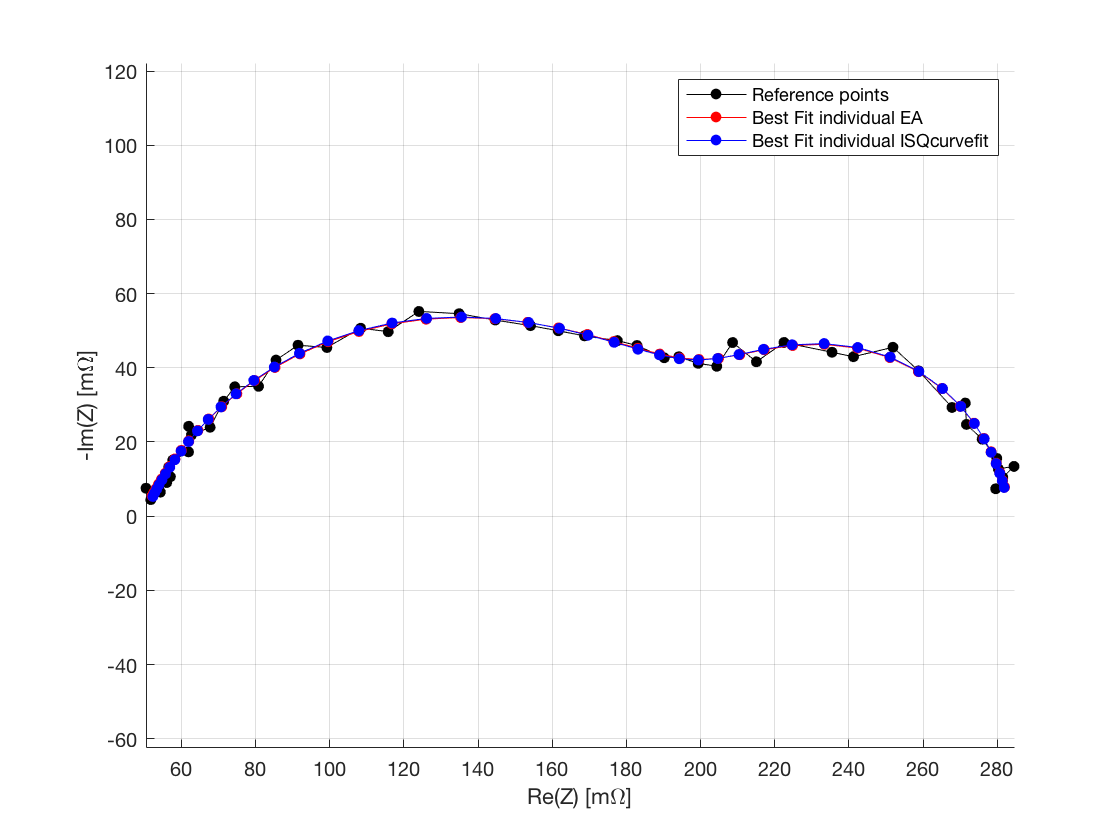 120
100
80
60
40
20
0
-20
-40
-60
-Im(Z) [mΩ]
Reference points
Best Fit individual EA
Best Fit individual lSQcurvefit
60 80 100 120 140 160 180 200 220 240 260 280
Re(Z) [mΩ]